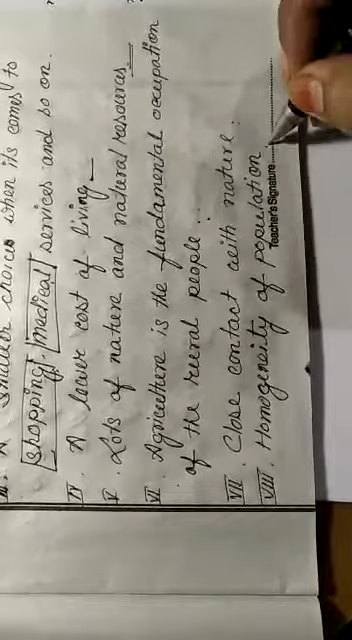 III. A smaller choices when its comes to
shopping, medical services and so on.
IV. A lower cost of living
V. Lots of nature and natural resources
VI. Agriculture is the fundamental occupation
of the rural people
VII. Close contact with nature.
VIII. Homogeneity of population.
Teacher's Signature